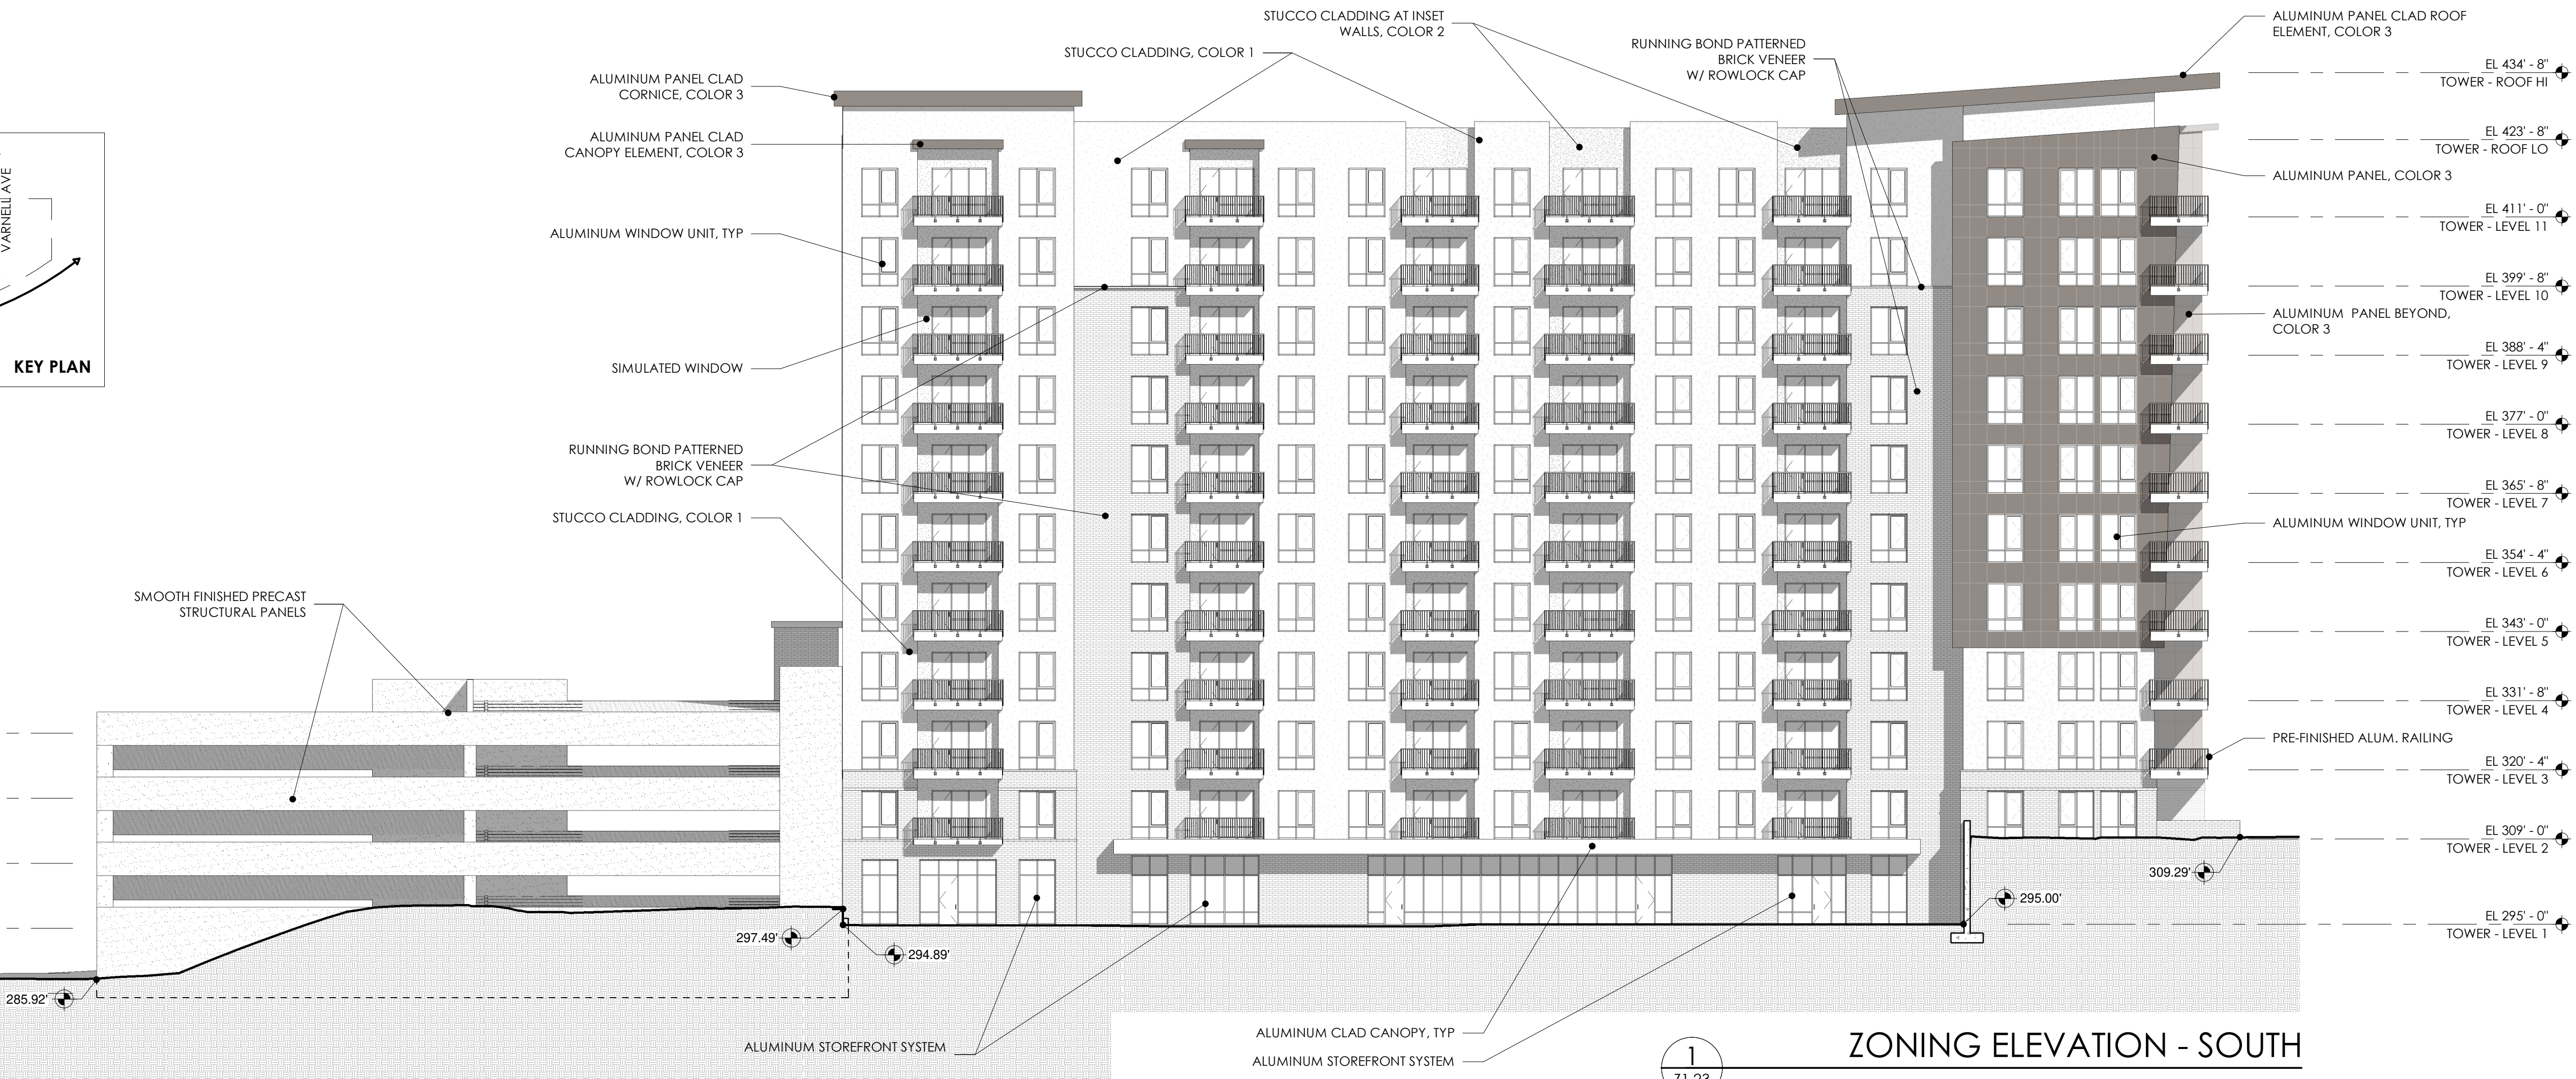 STUCCO CLADDING AT INSET
WALLS, COLOR 2
STUCCO CLADDING, COLOR 1
RUNNING BOND PATTERNED
BRICK VENEER
W/ ROWLOCK CAP
ALUMINUM PANEL CLAD ROOF
ELEMENT, COLOR 3
ALUMINUM PANEL CLAD
CORNICE, COLOR 3
ALUMINUM PANEL CLAD
CANOPY ELEMENT, COLOR 3
ALUMINUM WINDOW UNIT, TYP
SIMULATED WINDOW
RUNNING BOND PATTERNED
BRICK VENEER
W/ ROWLOCK CAP
STUCCO CLADDING, COLOR 1
SMOOTH FINISHED PRECAST
STRUCTURAL PANELS
VARNELL AVE
KEY PLAN
EL 434' - 8"
TOWER - ROOF HI
EL 423' - 8"
TOWER - ROOF LO
ALUMINUM PANEL, COLOR 3
EL 411' - 0"
TOWER - LEVEL 11
EL 399' - 8"
TOWER - LEVEL 10
ALUMINUM PANEL BEYOND,
COLOR 3
EL 388' - 4"
TOWER - LEVEL 9
EL 377' - 0"
TOWER - LEVEL 8
EL 365' - 8"
TOWER - LEVEL 7
ALUMINUM WINDOW UNIT, TYP
EL 354' - 4"
TOWER - LEVEL 6
EL 343' - 0"
TOWER - LEVEL 5
EL 331' - 8"
TOWER - LEVEL 4
PRE-FINISHED ALUM. RAILING
EL 320' - 4"
TOWER - LEVEL 3
EL 309' - 0"
TOWER - LEVEL 2
309.29'
295.00'
EL 295' - 0"
TOWER - LEVEL 1
297.49'
294.89'
285.92'
ALUMINUM STOREFRONT SYSTEM
ALUMINUM CLAD CANOPY, TYP
ALUMINUM STOREFRONT SYSTEM
1
ZONING ELEVATION - SOUTH